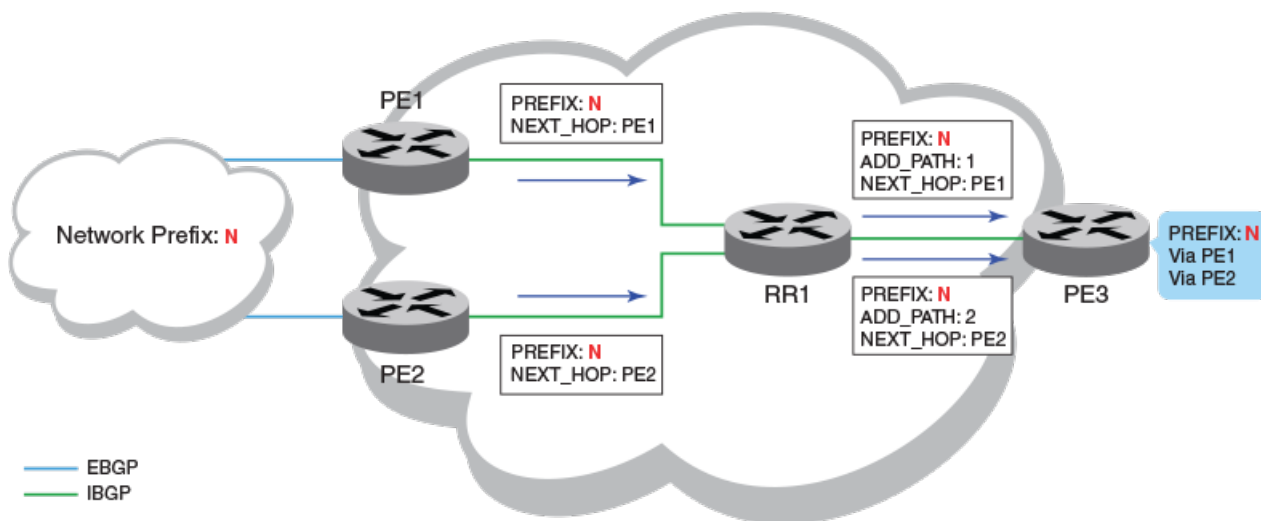 PE1
PREFIX: N
NEXT_HOP: PE1
PREFIX: N
ADD_PATH: 1
NEXT_HOP: PE1
Network Prefix: N
RR1
PE3
PREFIX: N
Via PE1
Via PE2
PREFIX: N
ADD_PATH: 2
NEXT_HOP: PE2
PE2
PREFIX: N
NEXT_HOP: PE2
EBGP
IBGP